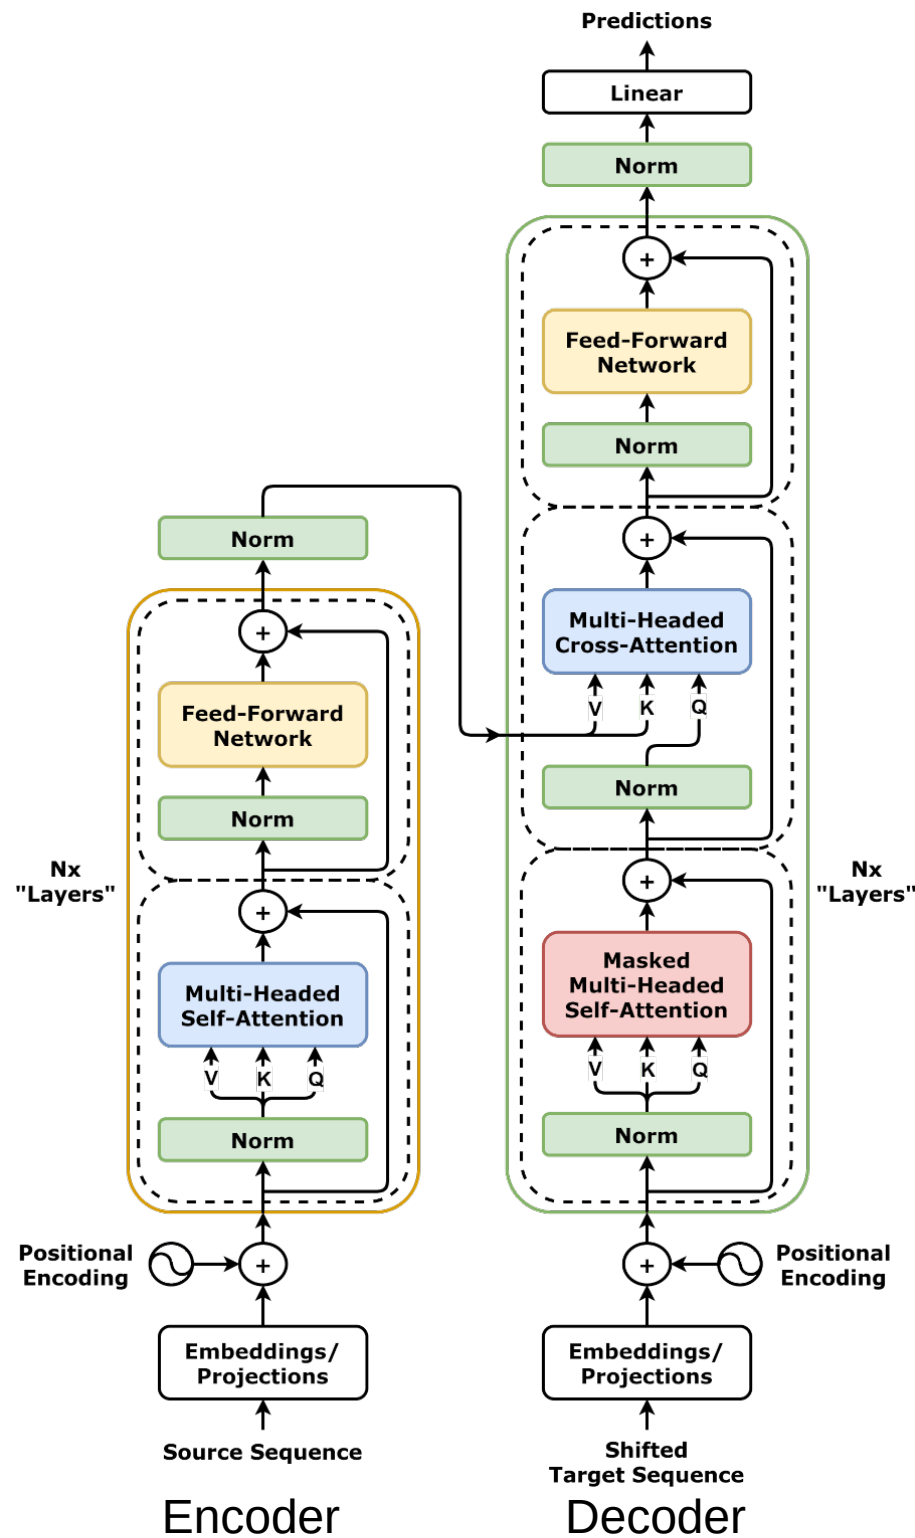 Predictions
Linear
Norm
+
Feed-Forward
Network
Norm
+
Multi-Headed
Cross-Attention
V K Q
Norm
+
Masked
Multi-Headed
Self-Attention
V K Q
Norm
Nx
"Layers"
+
Positional
Encoding
Embeddings/
Projections
Shifted
Target Sequence
Decoder
Norm
+
Feed-Forward
Network
Norm
Nx
"Layers"
+
Multi-Headed
Self-Attention
V K Q
Norm
Positional
Encoding
+
Embeddings/
Projections
Source Sequence
Encoder